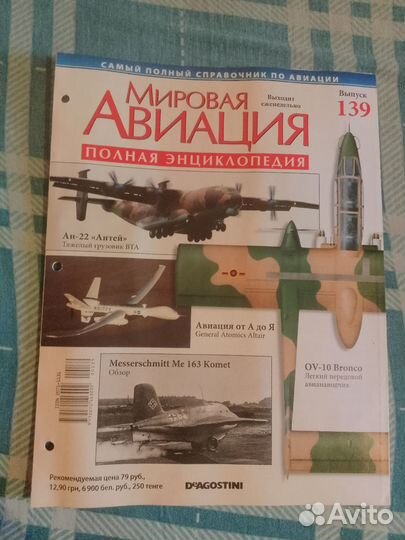 САМЫЙ ПОЛНЫЙ СПРАВОЧНИК ПО АВИАЦИИ
МИРОВАЯ
АВИАЦИЯ
ПОЛНАЯ ЭНЦИКЛОПЕДИЯ
Выходит
еженедельно
Выпуск
139
Ан-22 «Антей»
Тяжелый грузовик ВТА
Авиация от А до Я
General Atomics Altair
OV-10 Bronco
Легкий передовой
авианаводчик
Messerschmitt Me 163 Komet
Обзор
Рекомендуемая цена 79 руб.,
12,90 грн, 6 900 бел. руб., 250 тенге
DEAGOSTINI
Avito